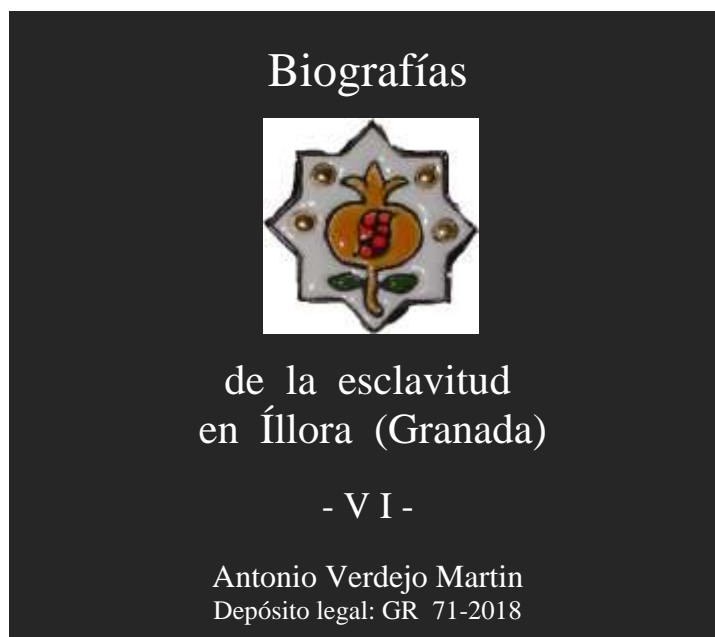 Biografías
de la esclavitud
en Íllora (Granada)
- V I -
Antonio Verdejo Martin
Depósito legal: GR 71-2018